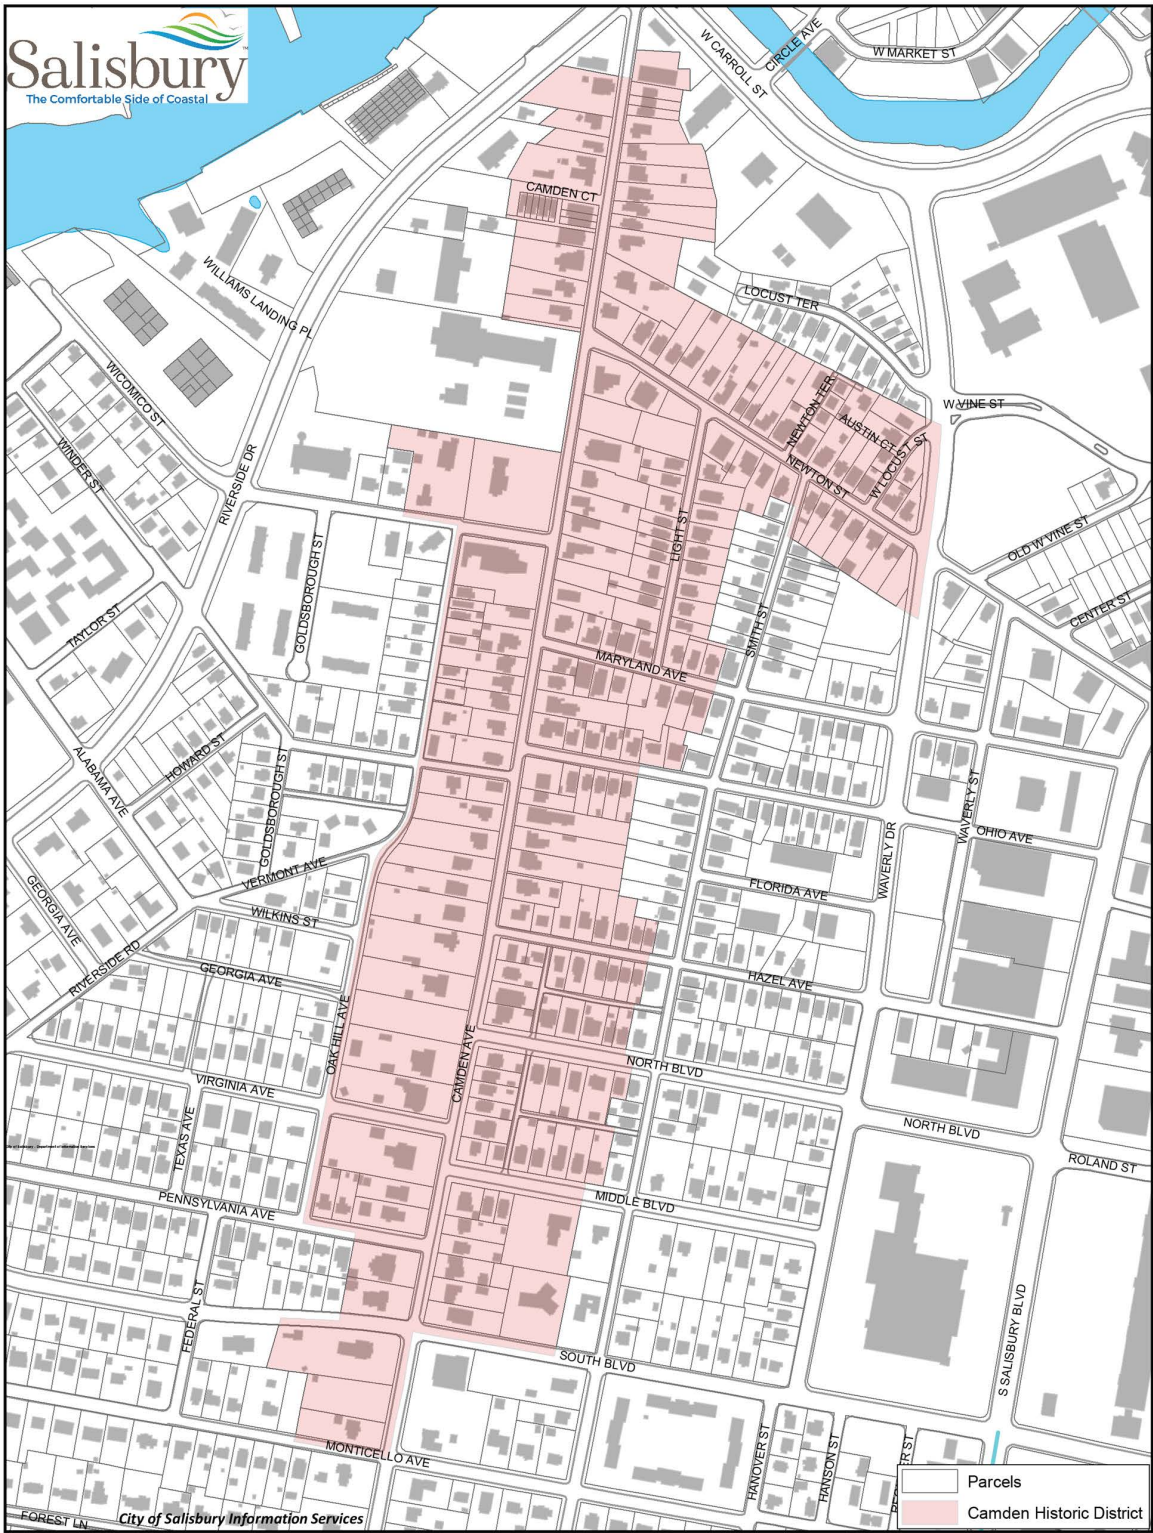 Salisbury
The Comfortable Side of Coastal
W CARROLL ST
CIRCLE AVE
W MARKET ST
CAMDEN CT
WILLIAMS LANDING PL
LOCUST TER
WICOMICO ST
WINDER ST
RIVERSIDE DR
NEWTON TER
AUSTIN CT
W LOCUST ST
W VINE ST
NEWTON ST
LIGHT ST
OLD W VINE ST
GOLDSBOROUGH ST
TAYLOR ST
SMITH ST
CENTER ST
MARYLAND AVE
ALABAMA AVE
HOWARD ST
GOLDSBOROUGH ST
WAVERLY ST
WAVERLY DR
OHIO AVE
VERMONT AVE
FLORIDA AVE
GEORGIA AVE
WILKINS ST
RIVERSIDE RD
GEORGIA AVE
HAZEL AVE
OAK HILL AVE
CAMDEN AVE
NORTH BLVD
VIRGINIA AVE
TEXAS AVE
NORTH BLVD
ROLAND ST
PENNSYLVANIA AVE
MIDDLE BLVD
FEDERAL ST
SOUTH BLVD
S SALISBURY BLVD
MONTICELLO AVE
HANOVER ST
HANSON ST
FOREST LN
City of Salisbury Information Services
Parcels
Camden Historic District